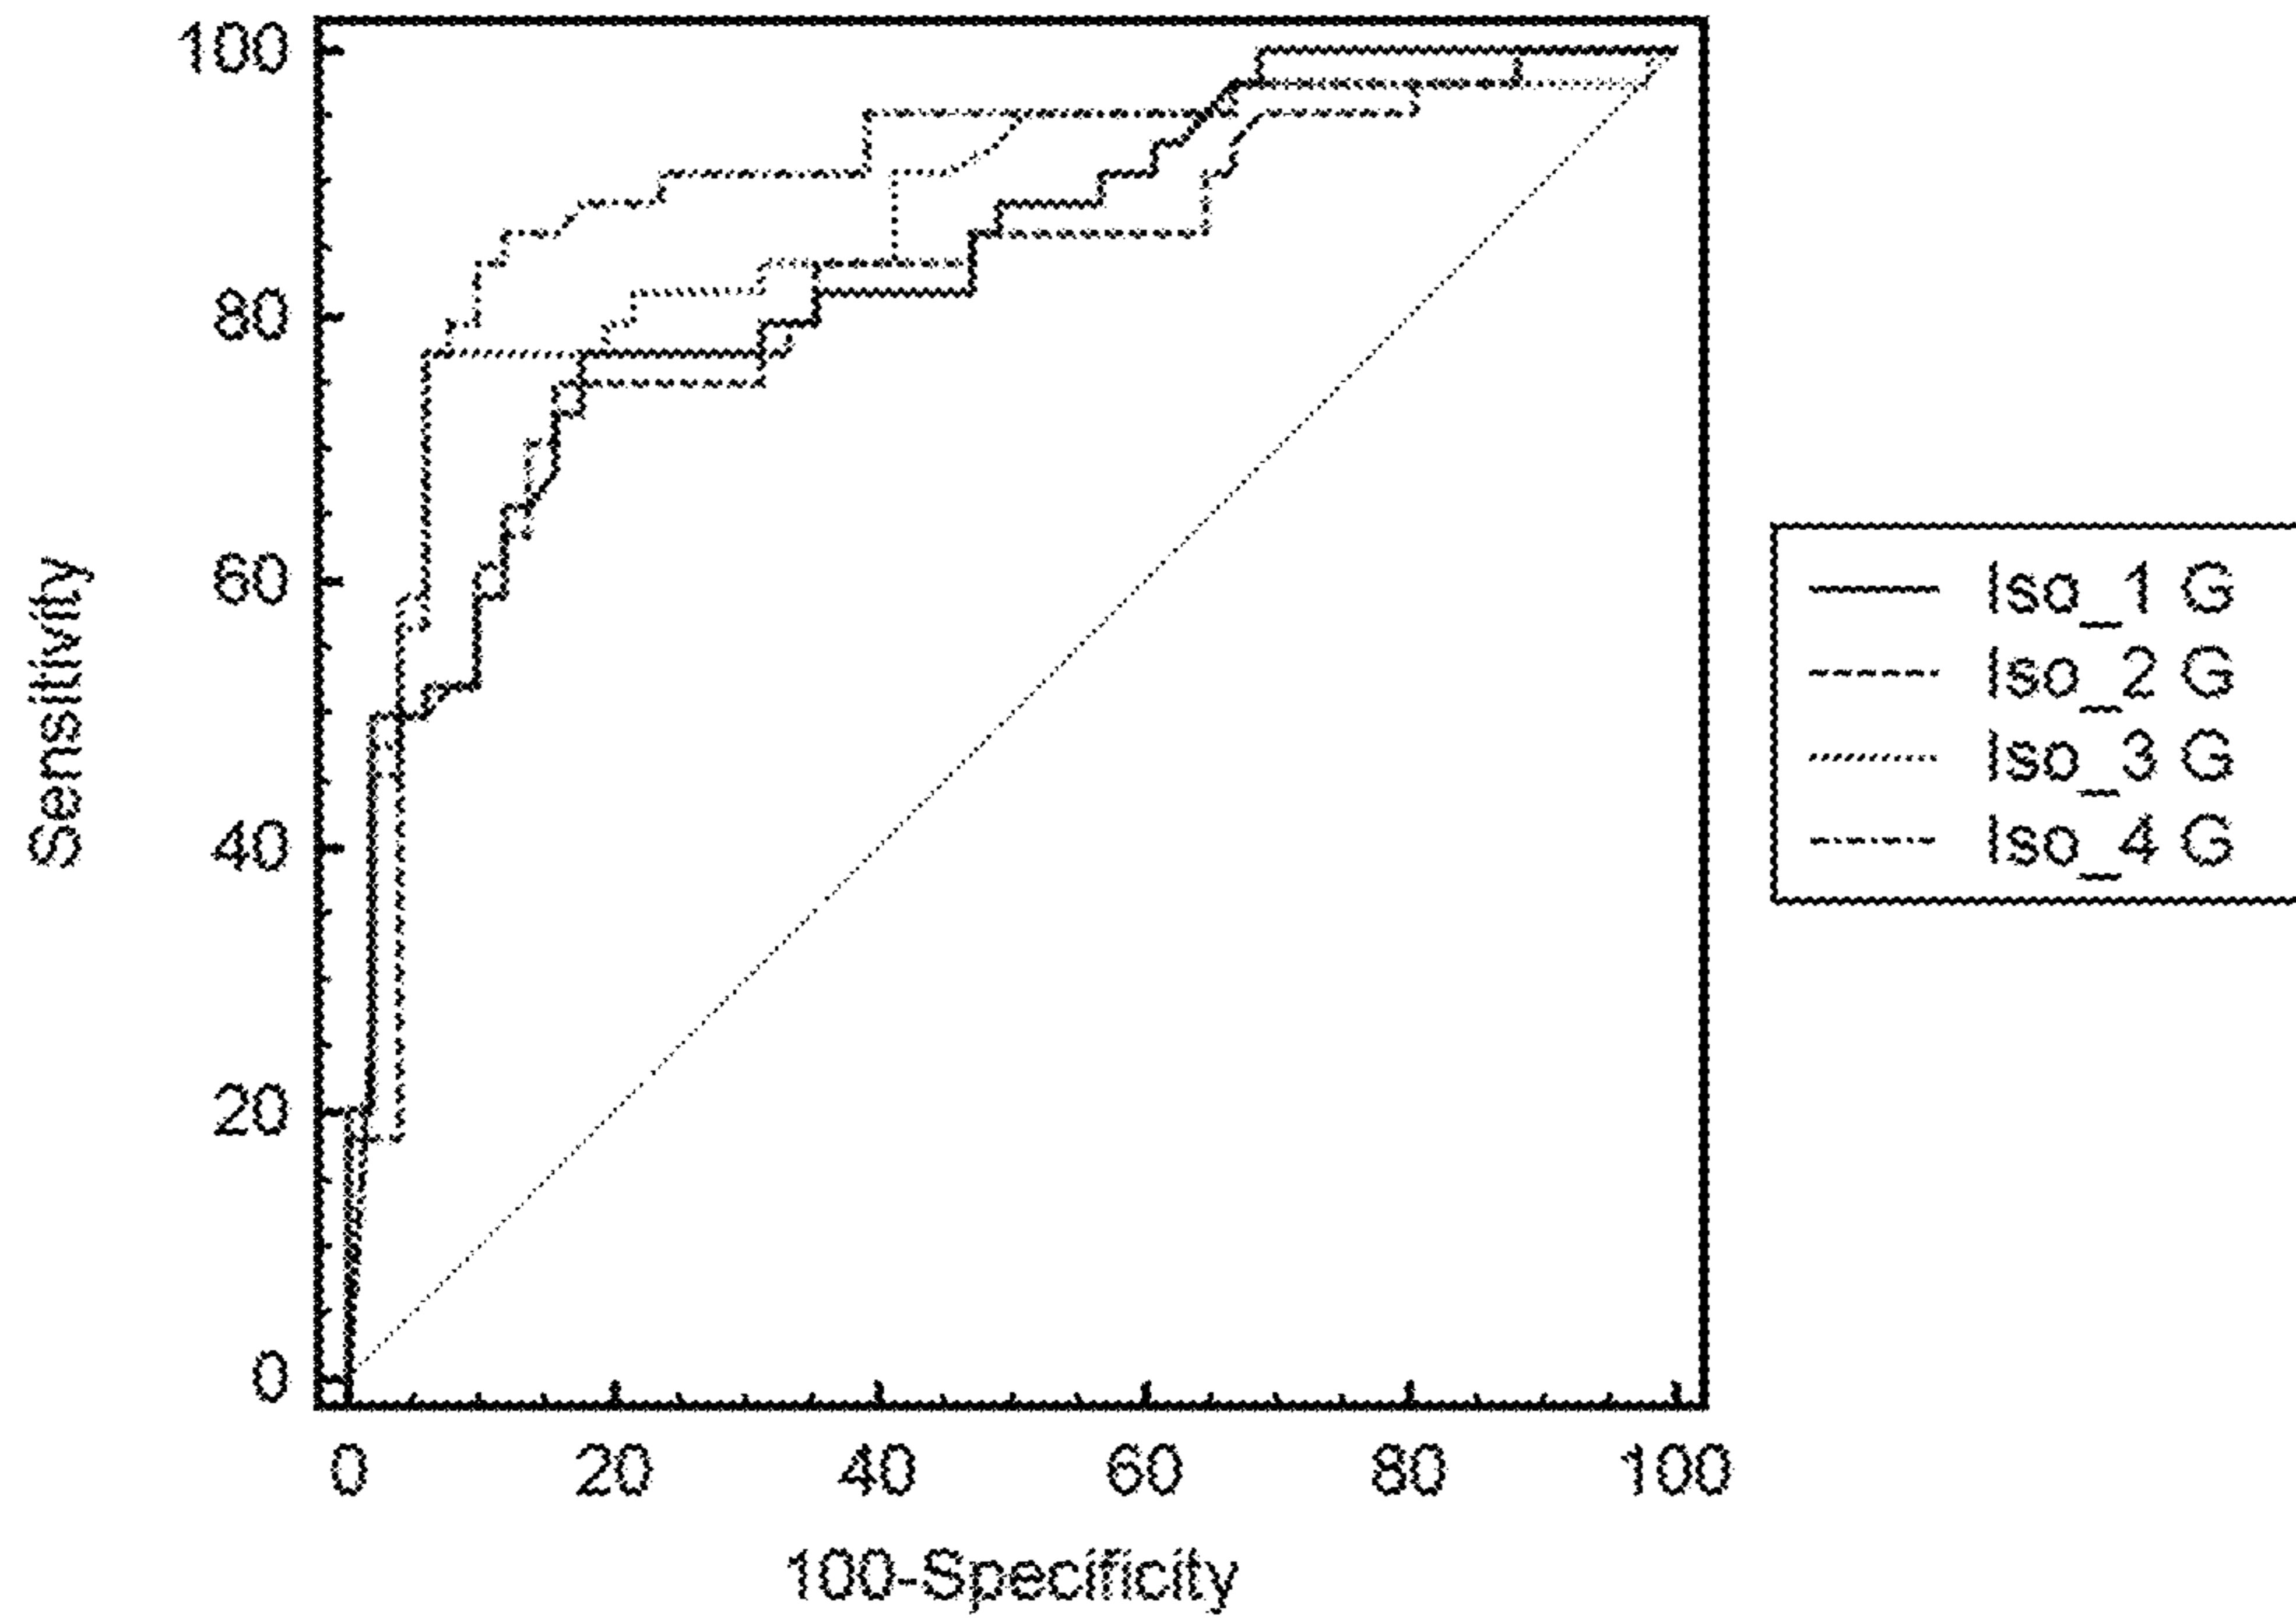 100
80
60
40
20
0
Sensitivity
0 20 40 60 80 100
100-Specificity
Iso_1 G
Iso_2 G
Iso_3 G
Iso_4 G